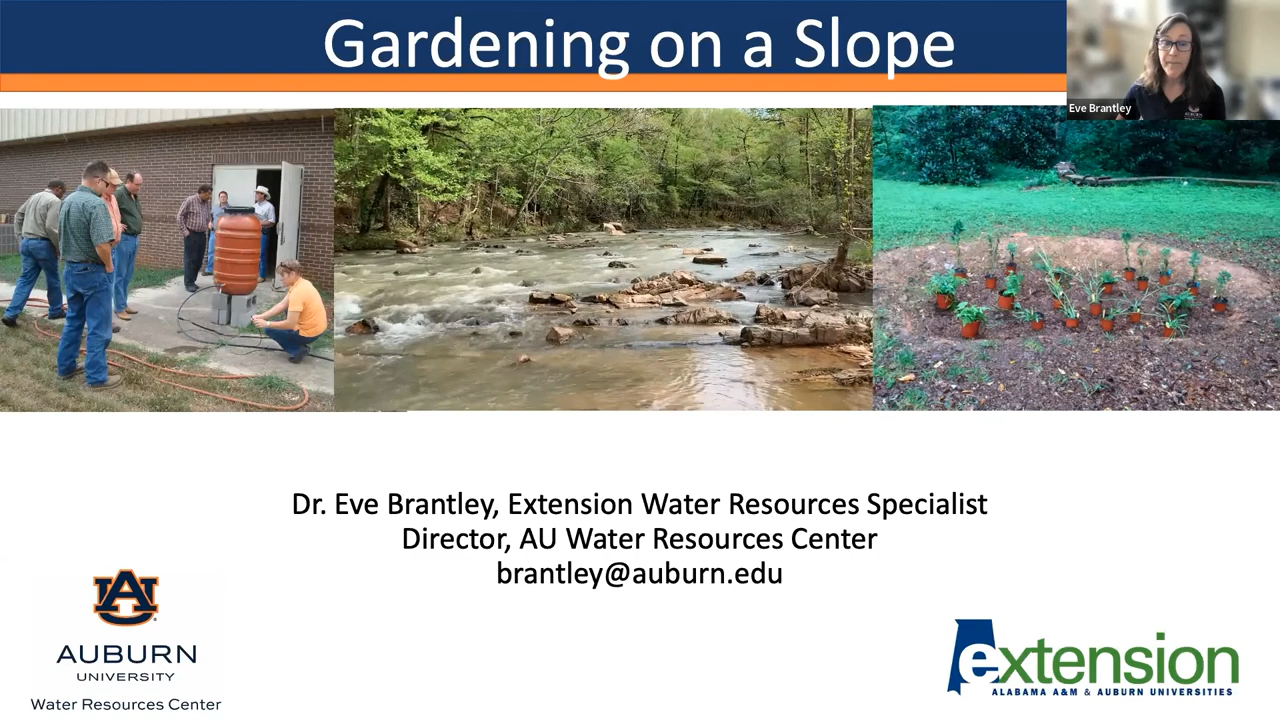 Gardening on a Slope
Eve Brantley
Dr. Eve Brantley, Extension Water Resources Specialist
Director, AU Water Resources Center
brantley@auburn.edu
AU
AUBURN
UNIVERSITY
Water Resources Center
extension
ALABAMA A&M & AUBURN UNIVERSITIES